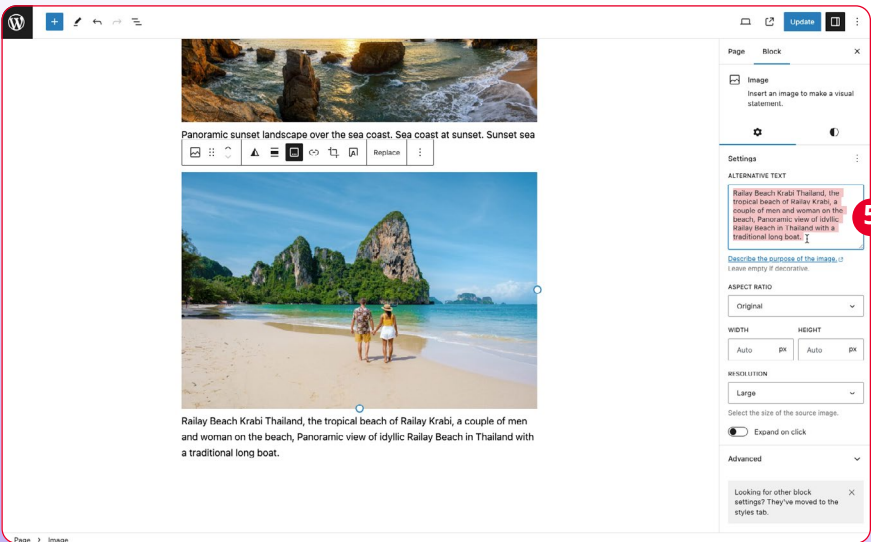 Update
Page Block
Panoramic sunset landscape over the sea coast. Sea coast at sunset. Sunset sea
Replace
Railay Beach Krabi Thailand, the tropical beach of Railay Krabi, a couple of men
and woman on the beach, Panoramic view of idyllic Railay Beach in Thailand with
a traditional long boat.
Image
Insert an image to make a visual
statement.
Settings
ALTERNATIVE TEXT
Railay Beach Krabi Thailand, the
tropical beach of Railay Krabi, a
couple of men and woman on the
beach, Panoramic view of idyllic
Railay Beach in Thailand with a
traditional long boat.
5
Describe the purpose of the image.
Leave empty if decorative.
ASPECT RATIO
Original
WIDTH HEIGHT
Auto px Auto px
RESOLUTION
Large
Select the size of the source image.
Expand on click
Advanced
Looking for other block
settings? They've moved to the
styles tab.
Page > Image